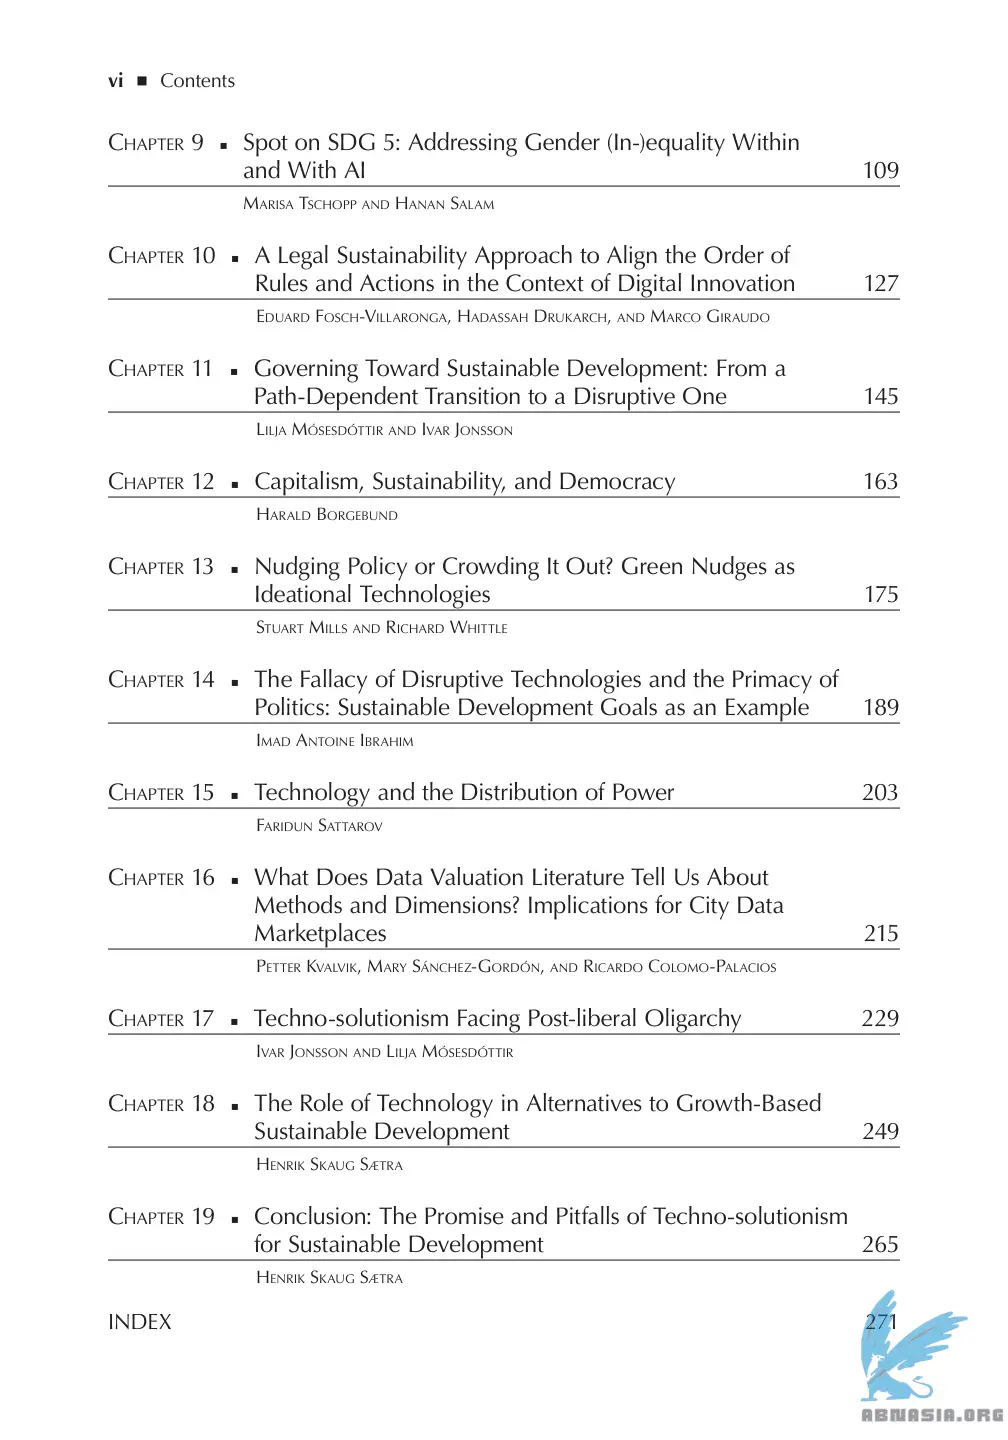 vi ■ Contents
Chapter 9 ■ Spot on SDG 5: Addressing Gender (In-)equality Within
and With AI 109
Marisa Tschopp and Hanan Salam
Chapter 10 ■ A Legal Sustainability Approach to Align the Order of
Rules and Actions in the Context of Digital Innovation 127
Eduard Fosch-Villaronga, Hadassah Drukarch, and Marco Giraudo
Chapter 11 ■ Governing Toward Sustainable Development: From a
Path-Dependent Transition to a Disruptive One 145
Lilja Mósesdóttir and Ivar Jonsson
Chapter 12 ■ Capitalism, Sustainability, and Democracy 163
Harald Borgebund
Chapter 13 ■ Nudging Policy or Crowding It Out? Green Nudges as
Ideational Technologies 175
Stuart Mills and Richard Whittle
Chapter 14 ■ The Fallacy of Disruptive Technologies and the Primacy of
Politics: Sustainable Development Goals as an Example 189
Imad Antoine Ibrahim
Chapter 15 ■ Technology and the Distribution of Power 203
Faridun Sattarov
Chapter 16 ■ What Does Data Valuation Literature Tell Us About
Methods and Dimensions? Implications for City Data
Marketplaces 215
Petter Kvalvik, Mary Sánchez-Gordón, and Ricardo Colomo-Palacios
Chapter 17 ■ Techno-solutionism Facing Post-liberal Oligarchy 229
Ivar Jonsson and Lilja Mósesdóttir
Chapter 18 ■ The Role of Technology in Alternatives to Growth-Based
Sustainable Development 249
Henrik Skaug Sætra
Chapter 19 ■ Conclusion: The Promise and Pitfalls of Techno-solutionism
for Sustainable Development 265
Henrik Skaug Sætra
INDEX 271
ABNASIA.ORG